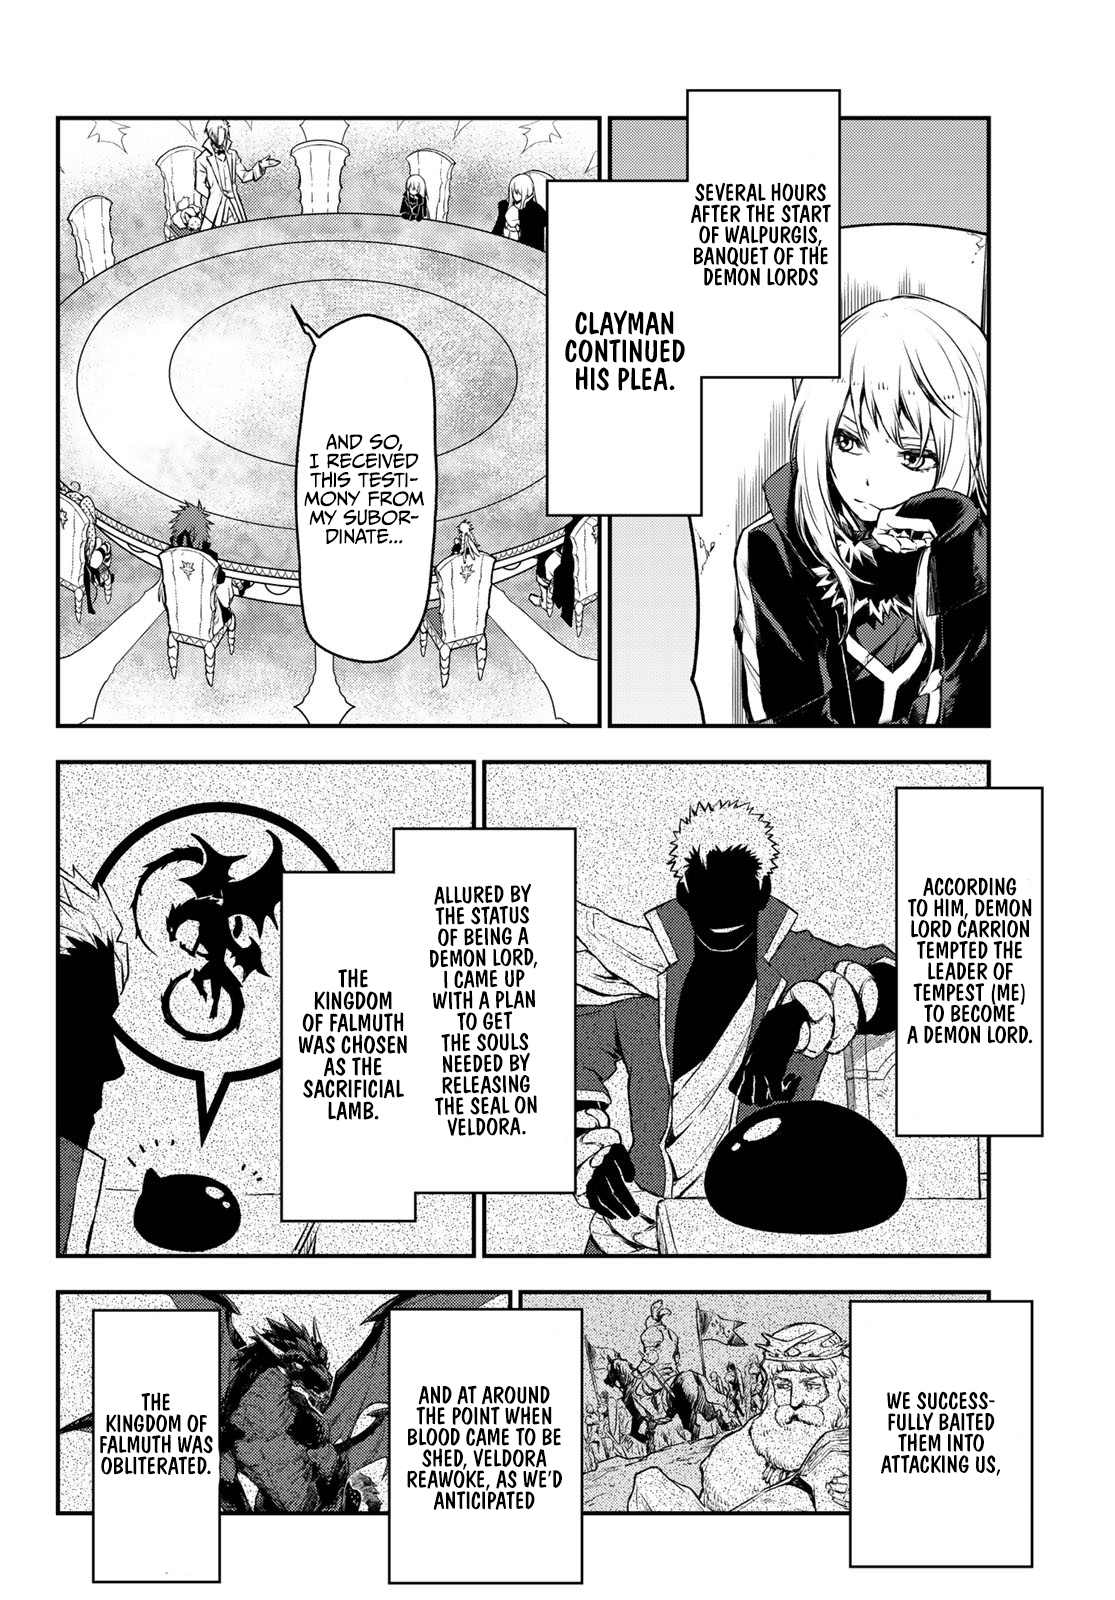 SEVERAL HOURS
AFTER THE START
OF WALPURGIS,
BANQUET OF THE
DEMON LORDS
CLAYMAN
CONTINUED
HIS PLEA.
AND SO,
I RECEIVED
THIS TESTI-
MONY FROM
MY SUBOR-
DINATE...
ACCORDING
TO HIM, DEMON
LORD CARRION
TEMPTED THE
LEADER OF
TEMPEST (ME)
TO BECOME
A DEMON LORD.
ALLURED BY
THE STATUS
OF BEING A
DEMON LORD,
I CAME UP
WITH A PLAN
TO GET
THE SOULS
NEEDED BY
RELEASING
THE SEAL ON
VELDORA.
THE
KINGDOM
OF FALMUTH
WAS CHOSEN
AS THE
SACRIFICIAL
LAMB.
WE SUCCESS-
FULLY BAITED
THEM INTO
ATTACKING US,
AND AT AROUND
THE POINT WHEN
BLOOD CAME TO BE
SHED, VELDORA
REAWOKE, AS WE'D
ANTICIPATED
THE
KINGDOM OF
FALMUTH WAS
OBLITERATED.